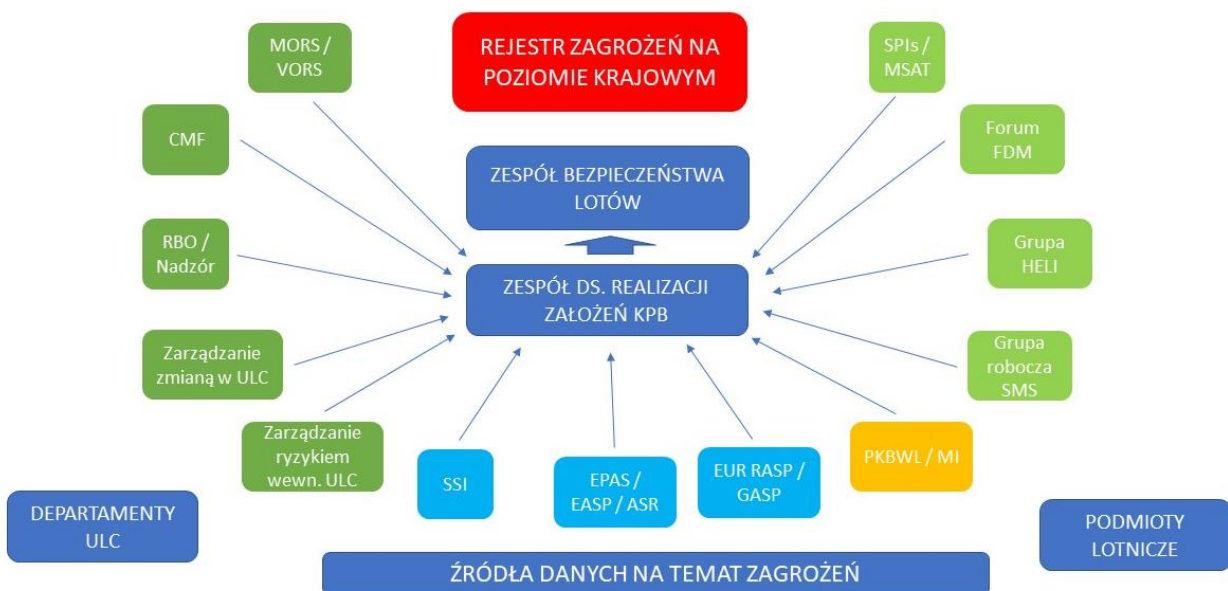 MORS /
VORS
REJESTR ZAGROŻEŃ NA
POZIOMIE KRAJOWYM
SPIs /
MSAT
CMF
Forum
FDM
ZESPÓŁ BEZPIECZEŃSTWA
LOTÓW
RBO /
Nadzór
Grupa
HELI
ZESPÓŁ DS. REALIZACJI
ZAŁOŻEŃ KPB
Zarządzanie
zmianą w ULC
Grupa
robocza
SMS
Zarządzanie
ryzykiem
wewn. ULC
SSI
EPAS /
EASP / ASR
EUR RASP /
GASP
PKBWL / MI
DEPARTAMENTY
ULC
PODMIOTY
LOTNICZE
ŹRÓDŁA DANYCH NA TEMAT ZAGROŻEŃ